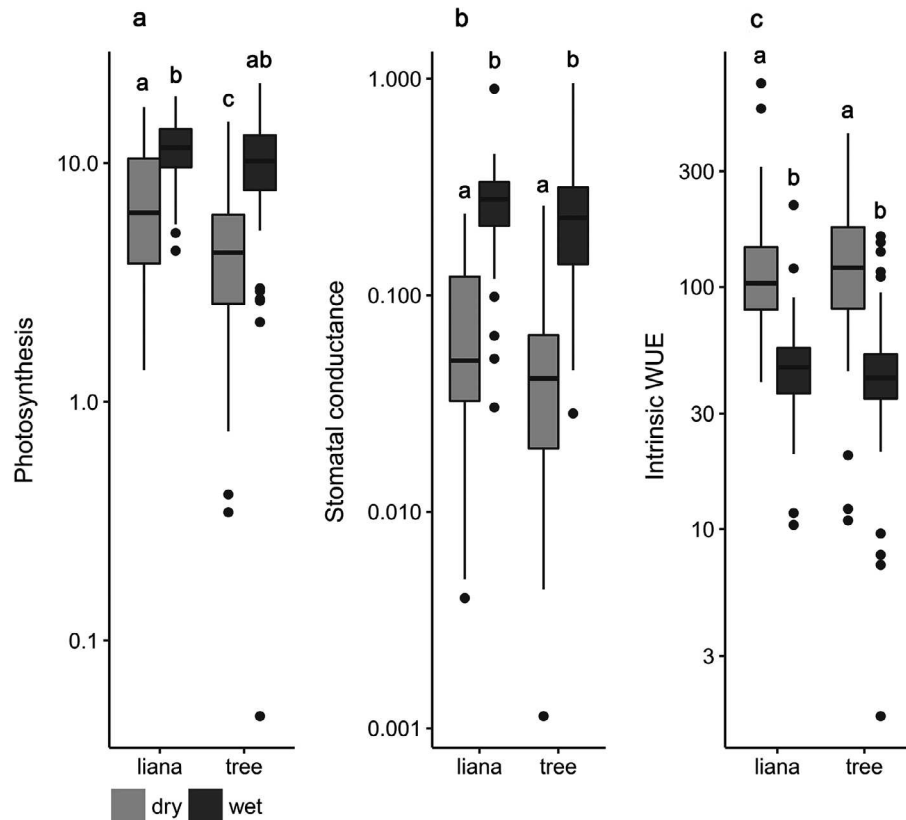 a
Photosynthesis
10.0
1.0
0.1
a
b
c
ab
liana
tree
dry
wet
b
Stomatal conductance
1.000
0.100
0.010
0.001
a
b
a
b
liana
tree
c
Intrinsic WUE
300
100
30
10
3
a
b
a
b
liana
tree